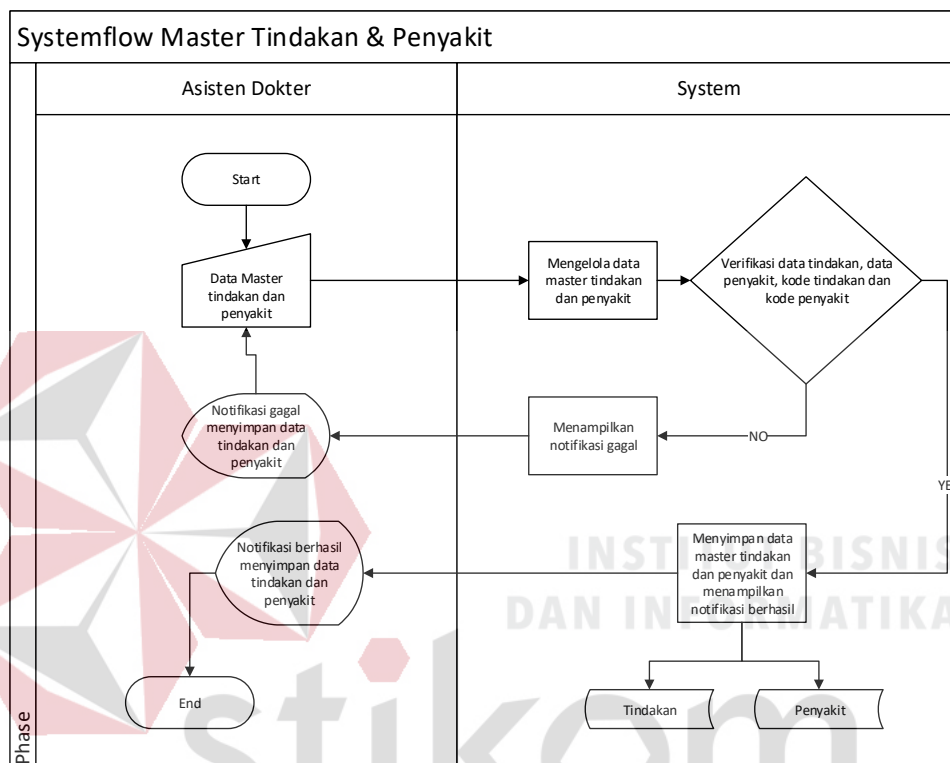 Systemflow Master Tindakan & Penyakit
Asisten Dokter
System
Start
Data Master
tindakan dan
penyakit
Mengelola data
master tindakan
dan penyakit
Verifikasi data tindakan, data
penyakit, kode tindakan dan
kode penyakit
Notifikasi gagal
menyimpan data
tindakan dan
penyakit
Menampilkan
notifikasi gagal
NO
YE
Notifikasi berhasil
menyimpan data
tindakan dan
penyakit
Menyimpan data
master tindakan
dan penyakit dan
menampilkan
notifikasi berhasil
INSTITUT BISNIS
DAN INFORMATIKA
End
Tindakan
Penyakit
stikom
Phase